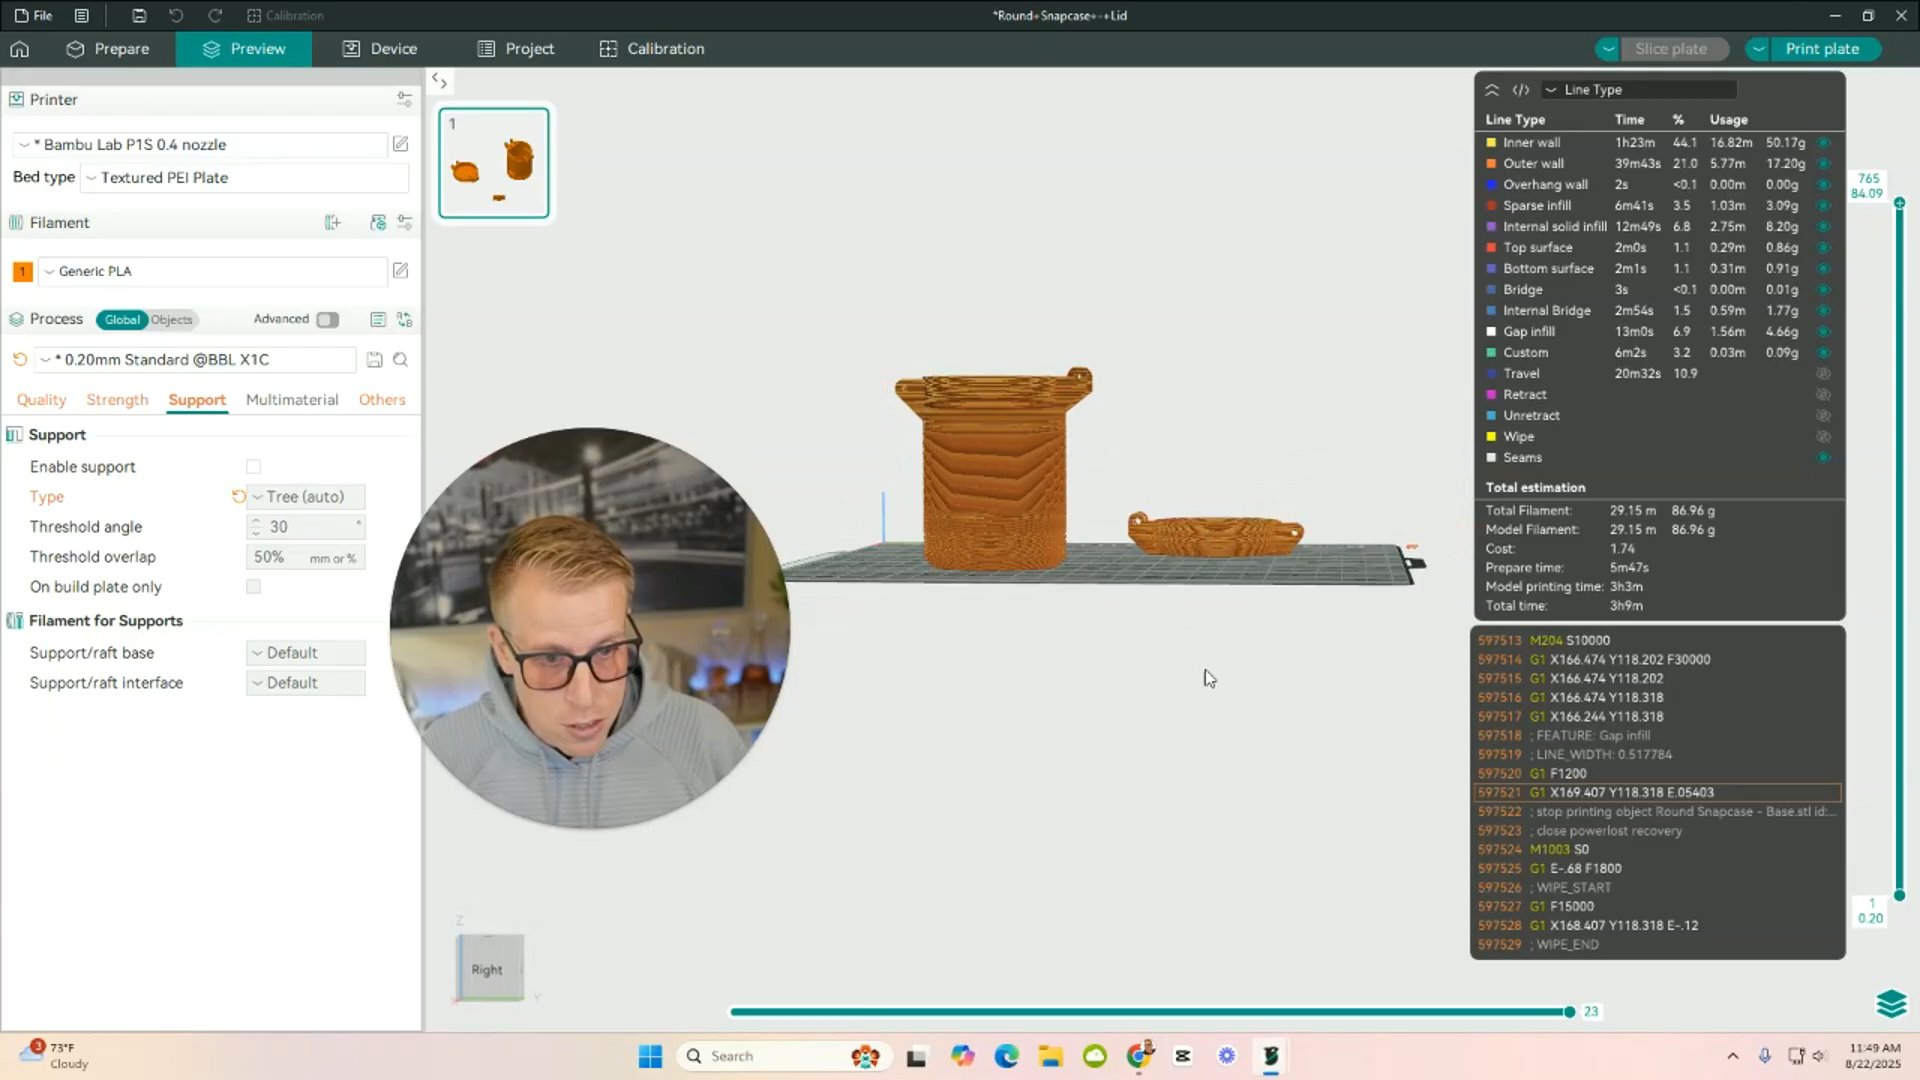 File
Calibration
*Round+Snapcase+-+Lid
Prepare
Preview
Device
Project
Calibration
Slice plate
Print plate
Printer
* Bambu Lab P1S 0.4 nozzle
Bed type
Textured PEI Plate
Filament
1
Generic PLA
Process
Global
Objects
Advanced
* 0.20mm Standard @BBL X1C
Quality
Strength
Support
Multimaterial
Others
Support
Enable support
Type
Tree (auto)
Threshold angle
30
°
Threshold overlap
50%
mm or %
On build plate only
Filament for Supports
Support/raft base
Default
Support/raft interface
Default
1
Right
Z
Y
Line Type
Line Type Time % Usage
Inner wall 1h23m 44.1 16.82m 50.17g
Outer wall 39m43s 21.0 5.77m 17.20g
Overhang wall 2s <0.1 0.00m 0.00g
Sparse infill 6m41s 3.5 1.03m 3.09g
Internal solid infill 12m49s 6.8 2.75m 8.20g
Top surface 2m0s 1.1 0.29m 0.86g
Bottom surface 2m1s 1.1 0.31m 0.91g
Bridge 3s <0.1 0.00m 0.01g
Internal Bridge 2m54s 1.5 0.59m 1.77g
Gap infill 13m0s 6.9 1.56m 4.66g
Custom 6m2s 3.2 0.03m 0.09g
Travel 20m32s 10.9
Retract
Unretract
Wipe
Seams
Total estimation
Total Filament: 29.15 m 86.96 g
Model Filament: 29.15 m 86.96 g
Cost: 1.74
Prepare time: 5m47s
Model printing time: 3h3m
Total time: 3h9m
597513 M204 S10000
597514 G1 X166.474 Y118.202 F30000
597515 G1 X166.474 Y118.202
597516 G1 X166.474 Y118.318
597517 G1 X166.244 Y118.318
597518 ; FEATURE: Gap infill
597519 ; LINE_WIDTH: 0.517784
597520 G1 F1200
597521 G1 X169.407 Y118.318 E.05403
597522 ; stop printing object Round Snapcase - Base.stl id:...
597523 ; close powerlost recovery
597524 M1003 S0
597525 G1 E-.68 F1800
597526 ; WIPE_START
597527 G1 F15000
597528 G1 X168.407 Y118.318 E-.12
597529 ; WIPE_END
765
84.09
1
0.20
23
3
73°F
Cloudy
Search
11:49 AM
8/22/2025